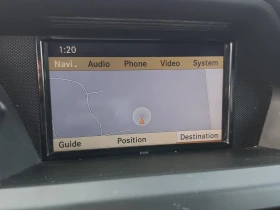 1:20
Navi. Audio Phone Video System
Guide Position Destination